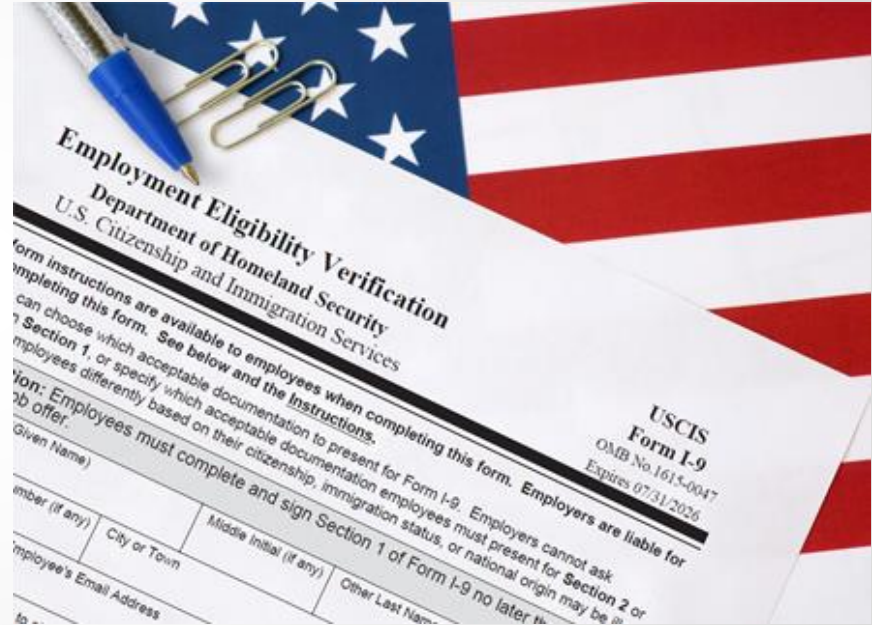 Employment Eligibility Verification
Department of Homeland Security
U.S. Citizenship and Immigration Services
USCIS
Form I-9
OMB No.1615-0047
Expires 07/31/2026
form instructions are available to employees when completing this form. Employers are liable for
completing this form. See below and the Instructions.
can choose which acceptable documentation to present for Form I-9. Employers cannot ask
Section 1, or specify which acceptable documentation employees must present for Section 2 or
employees differently based on their citizenship, immigration status, or national origin may be
Employees must complete and sign Section 1 of Form I-9 no later
job offer.
Given Name)
Middle Initial (if any)
Other Last
(if any)
City or Town
Employee's Email Address